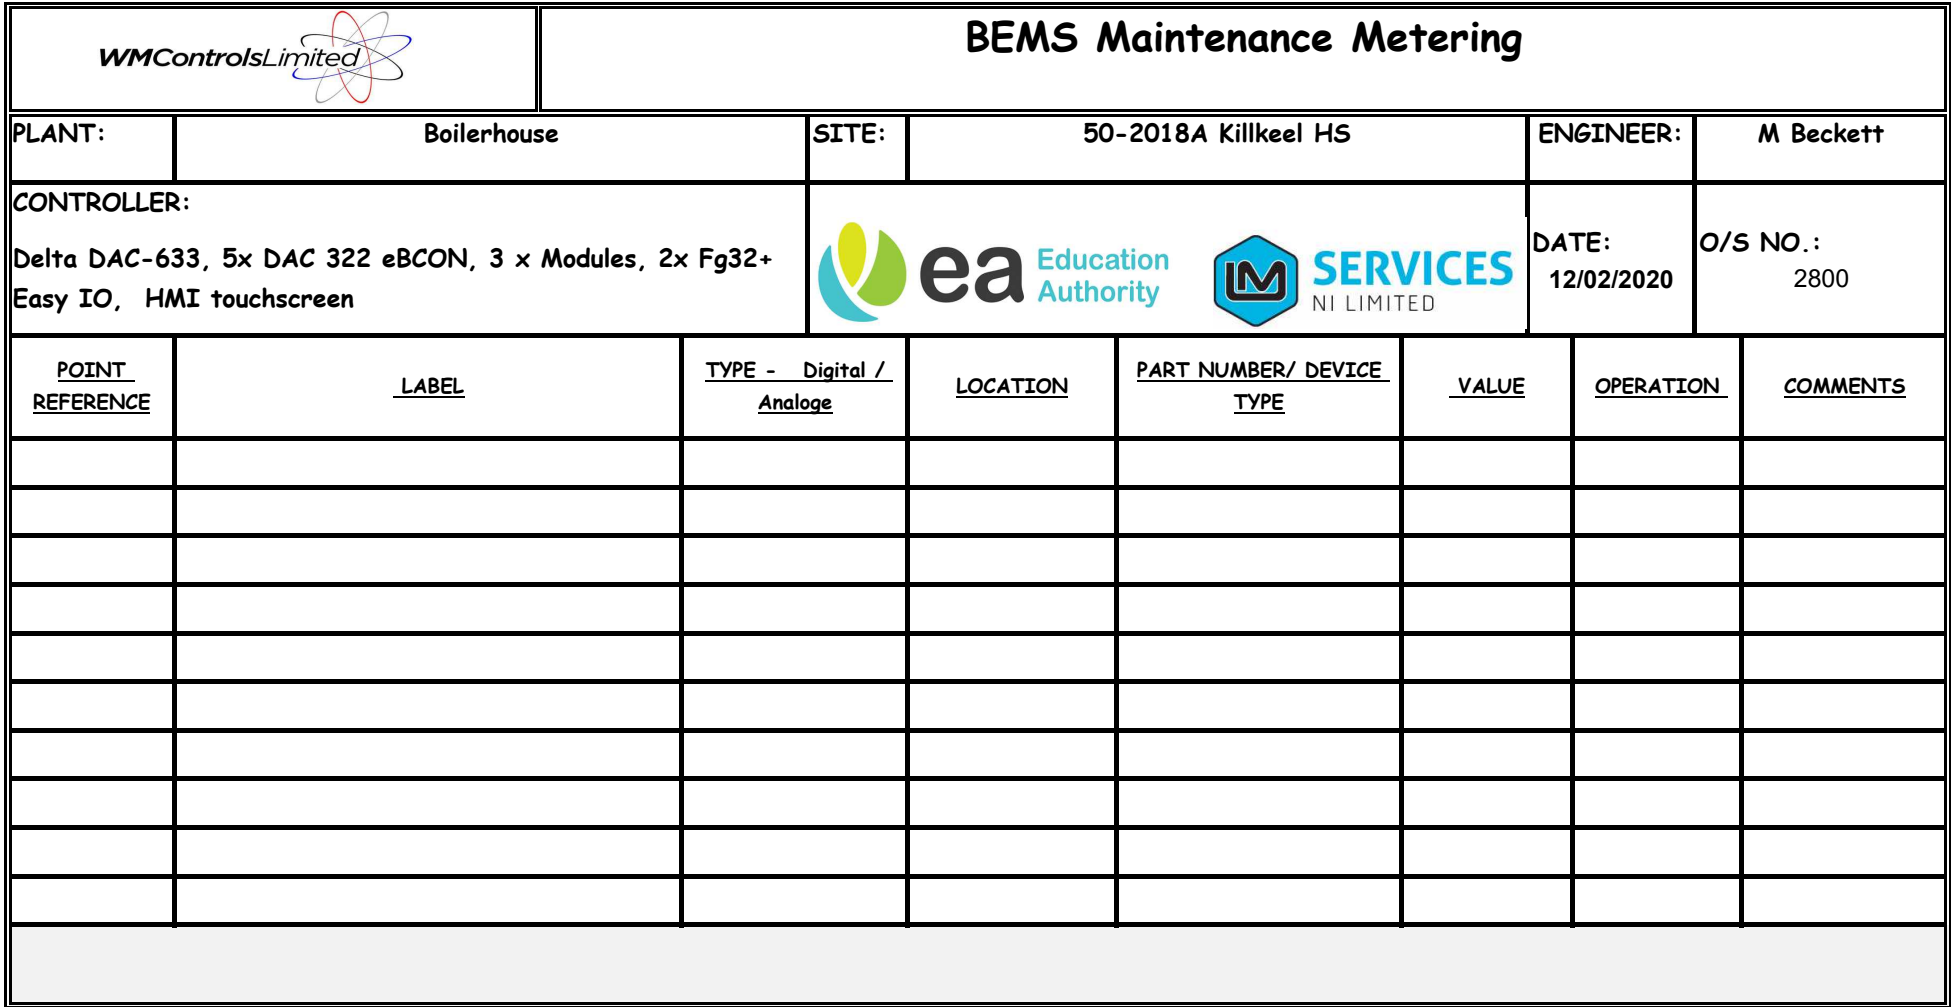 WMControlsLimited
BEMS Maintenance Metering
PLANT:
Boilerhouse
SITE:
50-2018A Killkeel HS
ENGINEER:
M Beckett
CONTROLLER:
Delta DAC-633, 5x DAC 322 eBCON, 3 x Modules, 2x Fg32+
Easy IO, HMI touchscreen
ea Education
Authority
LM SERVICES
NI LIMITED
DATE:
12/02/2020
O/S NO.:
2800
POINT
REFERENCE
LABEL
TYPE - Digital /
Analoge
LOCATION
PART NUMBER/ DEVICE
TYPE
VALUE
OPERATION
COMMENTS